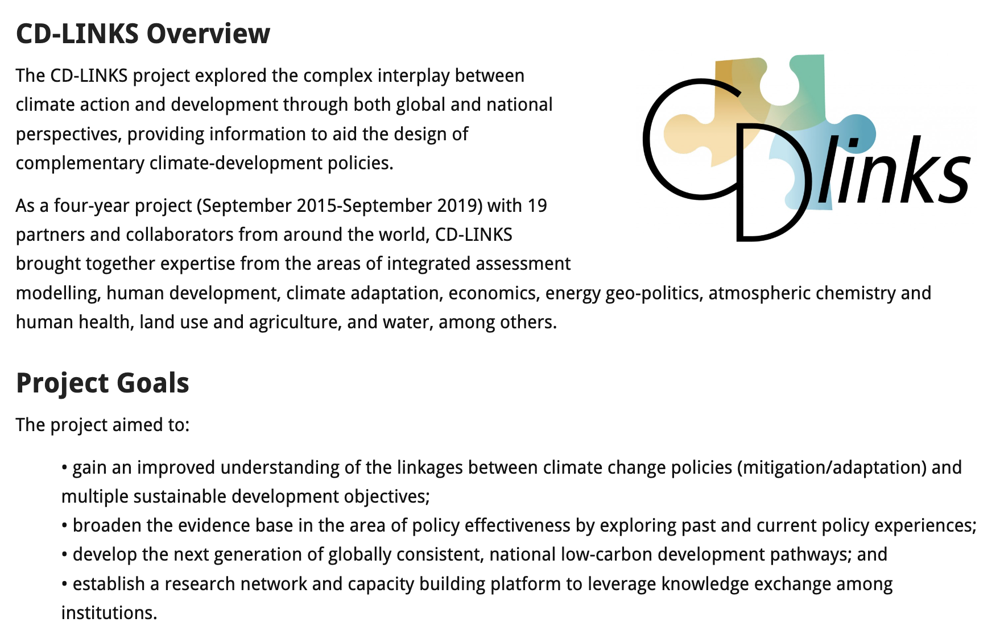 CD-LINKS Overview
The CD-LINKS project explored the complex interplay between
climate action and development through both global and national
perspectives, providing information to aid the design of
complementary climate-development policies.
CDlinks
As a four-year project (September 2015-September 2019) with 19
partners and collaborators from around the world, CD-LINKS
brought together expertise from the areas of integrated assessment
modelling, human development, climate adaptation, economics, energy geo-politics, atmospheric chemistry and
human health, land use and agriculture, and water, among others.
Project Goals
The project aimed to:
• gain an improved understanding of the linkages between climate change policies (mitigation/adaptation) and
multiple sustainable development objectives;
• broaden the evidence base in the area of policy effectiveness by exploring past and current policy experiences;
• develop the next generation of globally consistent, national low-carbon development pathways; and
• establish a research network and capacity building platform to leverage knowledge exchange among
institutions.